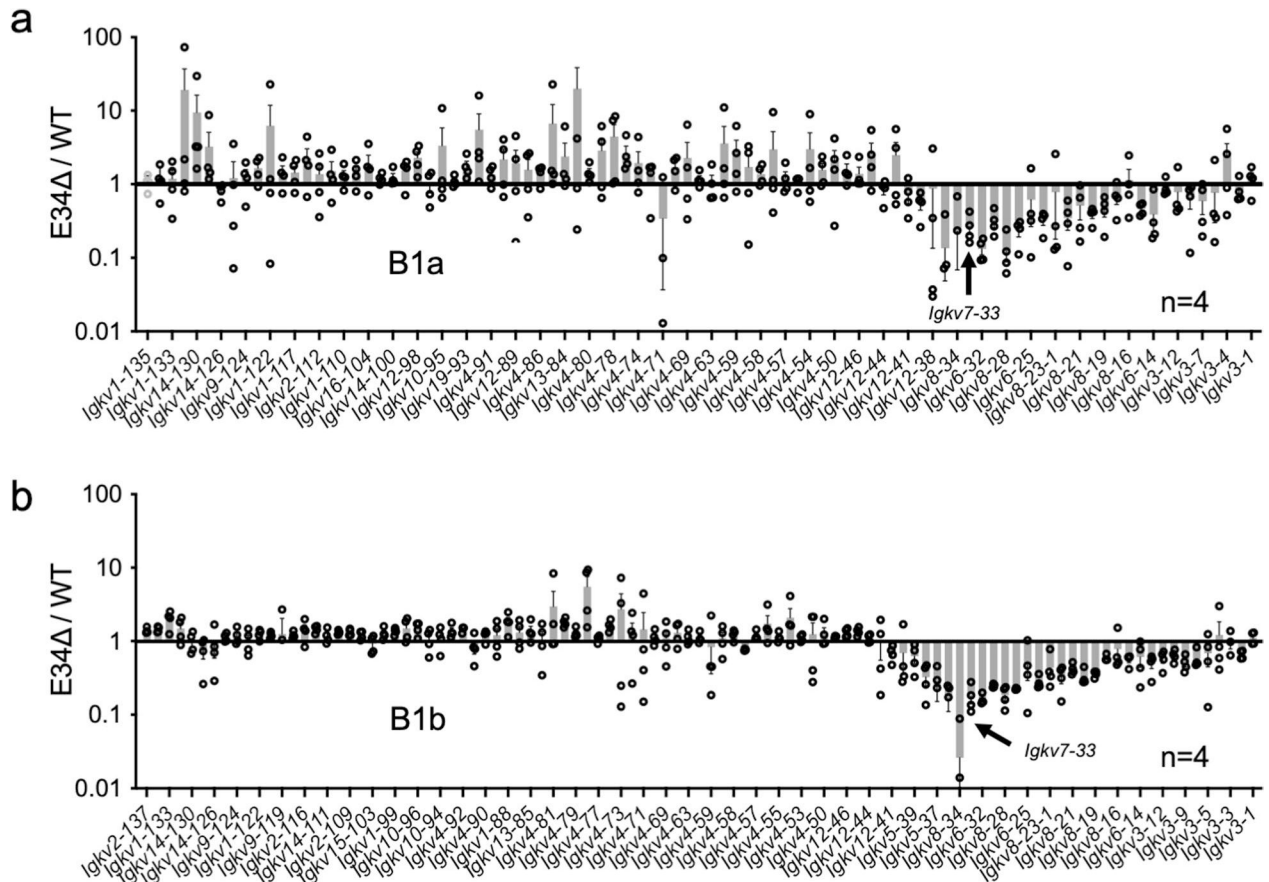 a
100
10
1
0.1
0.01
E34Δ / WT
B1a
Igkv7-33
n=4
Igkv1-135
Igkv1-133
Igkv14-130
Igkv14-126
Igkv9-124
Igkv1-122
Igkv1-117
Igkv2-112
Igkv1-110
Igkv16-104
Igkv14-100
Igkv12-98
Igkv10-95
Igkv19-93
Igkv4-91
Igkv12-89
Igkv4-86
Igkv13-84
Igkv4-80
Igkv4-78
Igkv4-74
Igkv4-71
Igkv4-69
Igkv4-63
Igkv4-59
Igkv4-58
Igkv4-57
Igkv4-54
Igkv4-50
Igkv12-46
Igkv12-44
Igkv12-41
Igkv12-38
Igkv8-34
Igkv6-32
Igkv8-28
Igkv6-25
Igkv8-23-1
Igkv8-21
Igkv8-19
Igkv8-16
Igkv6-14
Igkv3-12
Igkv3-7
Igkv3-4
Igkv3-1
b
100
10
1
0.1
0.01
E34Δ / WT
B1b
Igkv7-33
n=4
Igkv2-137
Igkv1-133
Igkv14-130
Igkv14-126
Igkv9-124
Igkv1-122
Igkv9-119
Igkv2-116
Igkv14-111
Igkv2-109
Igkv15-103
Igkv1-99
Igkv10-96
Igkv10-94
Igkv4-92
Igkv4-90
Igkv1-88
Igkv13-85
Igkv4-81
Igkv4-79
Igkv4-77
Igkv4-73
Igkv4-71
Igkv4-69
Igkv4-63
Igkv4-59
Igkv4-58
Igkv4-57
Igkv4-55
Igkv4-53
Igkv4-50
Igkv12-46
Igkv12-44
Igkv12-41
Igkv5-39
Igkv5-37
Igkv8-34
Igkv6-32
Igkv8-28
Igkv6-25
Igkv8-23-1
Igkv8-21
Igkv8-19
Igkv8-16
Igkv6-14
Igkv3-12
Igkv3-9
Igkv3-5
Igkv3-3
Igkv3-1